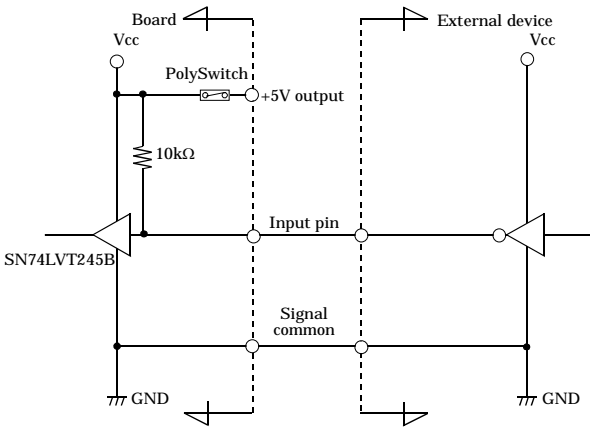 Board
External device
Vcc
Vcc
PolySwitch
+5V output
10kΩ
Input pin
SN74LVT245B
Signal
common
GND
GND